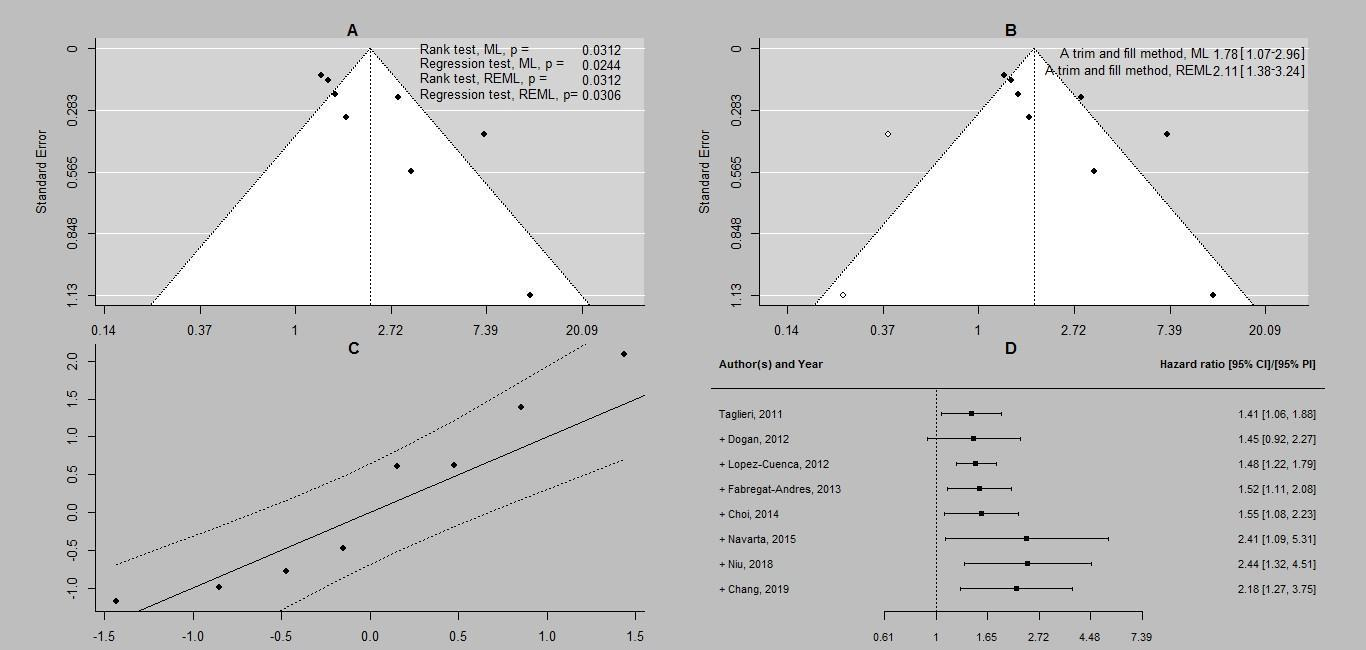 A
Rank test, ML, p = 0.0312
Regression test, ML, p = 0.0244
Rank test, REML, p = 0.0312
Regression test, REML, p= 0.0306
Standard Error
0
0.283
0.565
0.848
1.13
0.14 0.37 1 2.72 7.39 20.09
B
A trim and fill method, ML 1.78 [ 1.07-2.96]
A trim and fill method, REML 2.11 [ 1.38-3.24]
Standard Error
0
0.283
0.565
0.848
1.13
0.14 0.37 1 2.72 7.39 20.09
C
2.0
1.5
1.0
0.5
0.0
-0.5
-1.0
-1.5 -1.0 -0.5 0.0 0.5 1.0 1.5
D
Author(s) and Year Hazard ratio [95% CI]/[95% PI]
Taglieri, 2011 1.41 [1.06, 1.88]
+ Dogan, 2012 1.45 [0.92, 2.27]
+ Lopez-Cuenca, 2012 1.48 [1.22, 1.79]
+ Fabregat-Andres, 2013 1.52 [1.11, 2.08]
+ Choi, 2014 1.55 [1.08, 2.23]
+ Navarta, 2015 2.41 [1.09, 5.31]
+ Niu, 2018 2.44 [1.32, 4.51]
+ Chang, 2019 2.18 [1.27, 3.75]
0.61 1 1.65 2.72 4.48 7.39